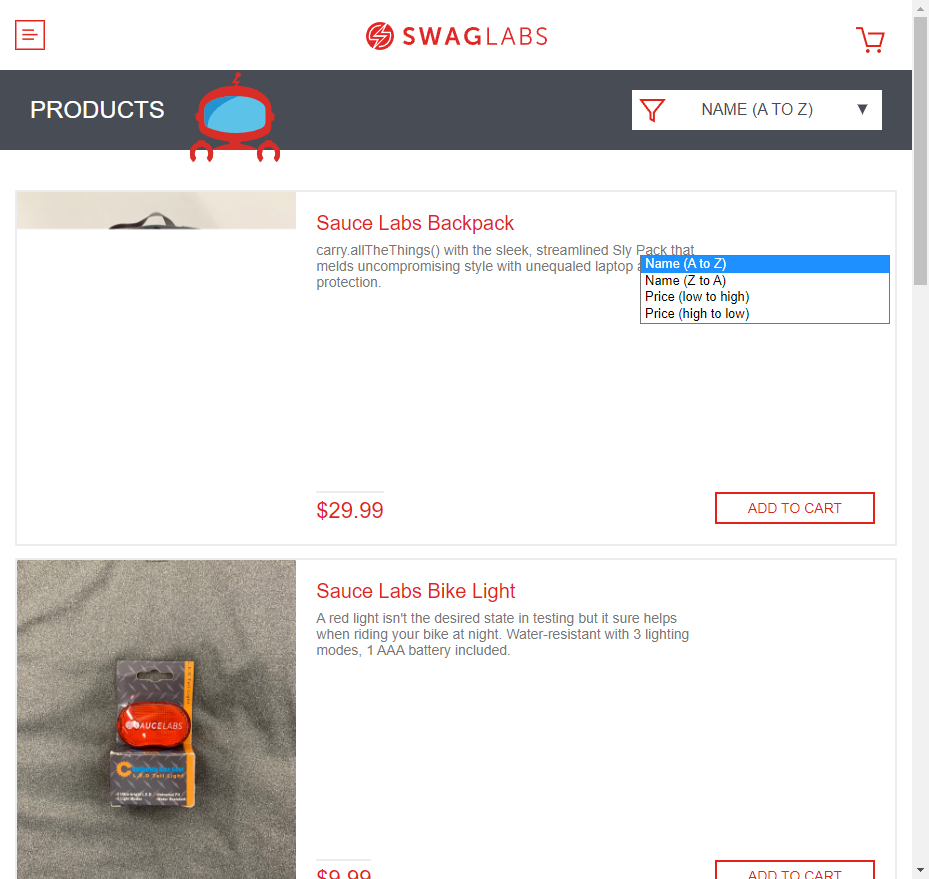 SWAGLABS
PRODUCTS
NAME (A TO Z) ▼
Sauce Labs Backpack
carry.allTheThings() with the sleek, streamlined Sly Pack that
melds uncompromising style with unequaled laptop
protection.
Name (A to Z)
Name (Z to A)
Price (low to high)
Price (high to low)
$29.99
ADD TO CART
Sauce Labs Bike Light
A red light isn't the desired state in testing but it sure helps
when riding your bike at night. Water-resistant with 3 lighting
modes, 1 AAA battery included.
SAUCELABS
L.E.D Tail Light
$9.99
ADD TO CART